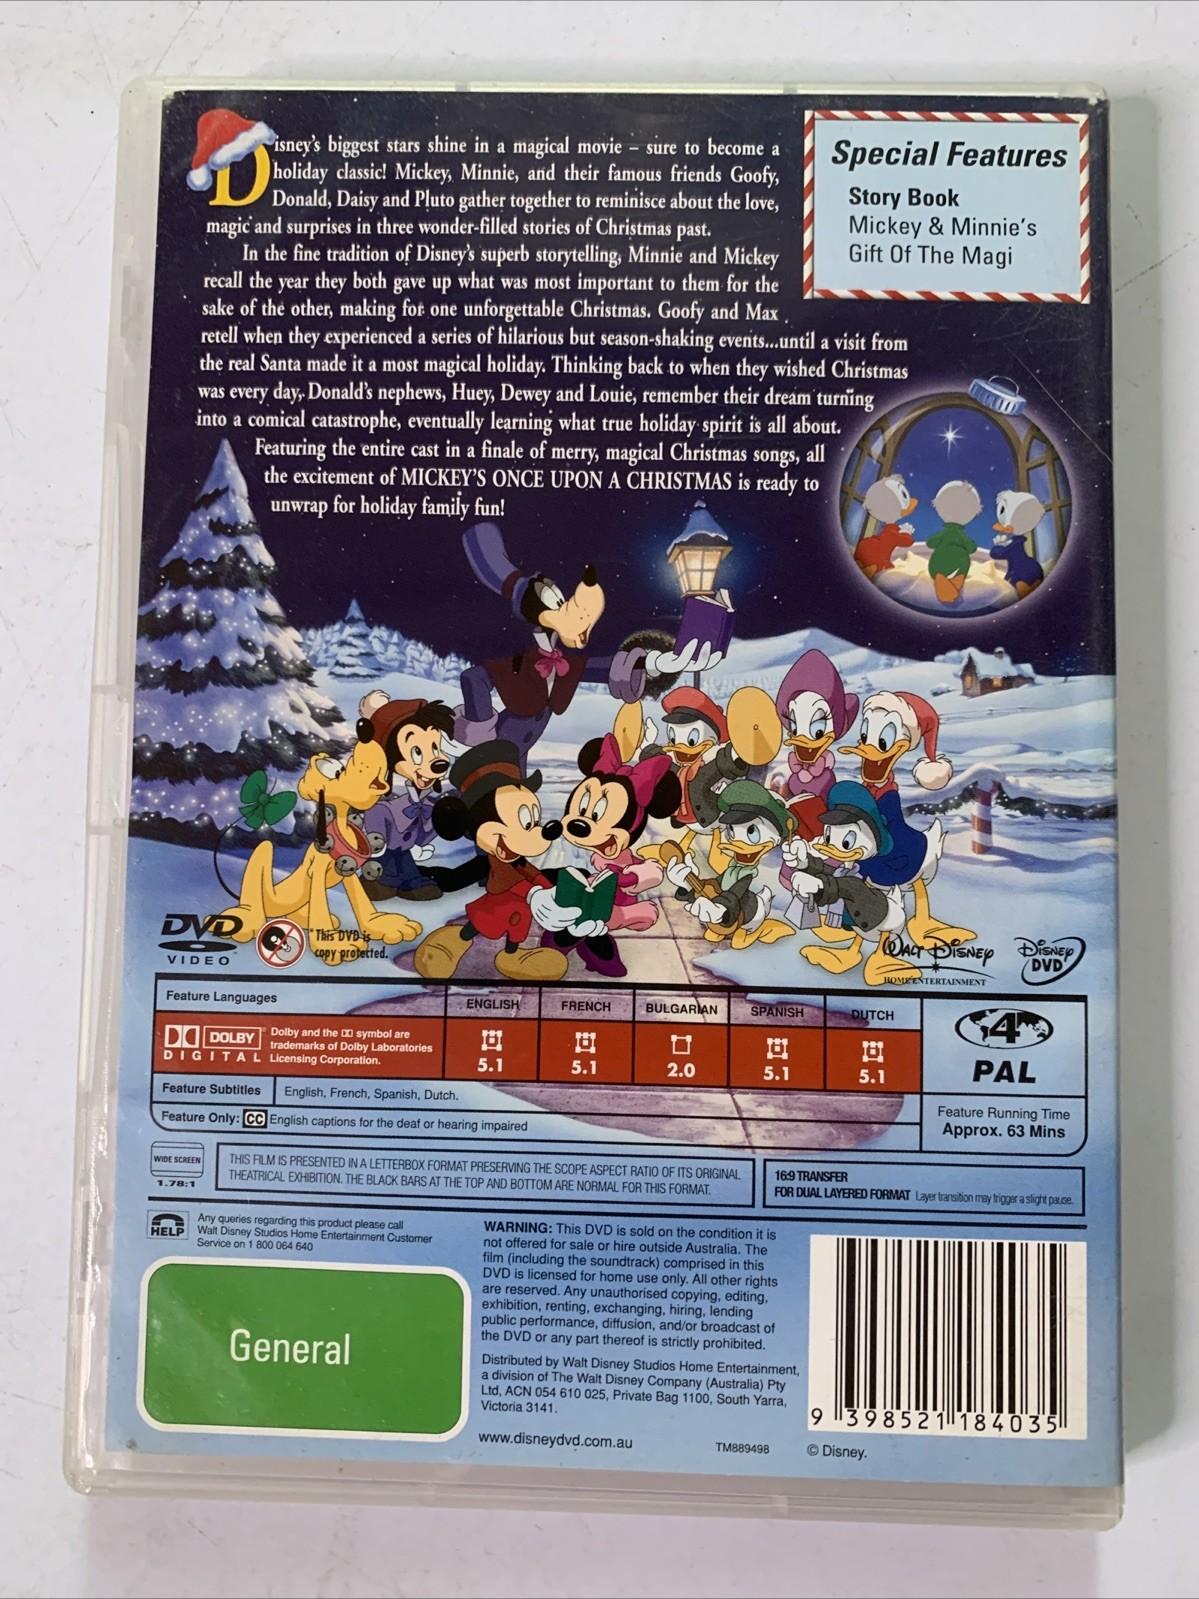 Disney's biggest stars shine in a magical movie – sure to become a
holiday classic! Mickey, Minnie, and their famous friends Goofy,
Donald, Daisy and Pluto gather together to reminisce about the love,
magic and surprises in three wonder-filled stories of Christmas past.
In the fine tradition of Disney's superb storytelling, Minnie and Mickey
recall the year they both gave up what was most important to them for the
sake of the other, making for one unforgettable Christmas. Goofy and Max
retell when they experienced a series of hilarious but season-shaking events...until a visit from
the real Santa made it a most magical holiday. Thinking back to when they wished Christmas
was every day, Donald's nephews, Huey, Dewey and Louie, remember their dream turning
into a comical catastrophe, eventually learning what true holiday spirit is all about.
Featuring the entire cast in a finale of merry, magical Christmas songs, all
the excitement of MICKEY'S ONCE UPON A CHRISTMAS is ready to
unwrap for holiday family fun!
Special Features
Story Book
Mickey & Minnie's
Gift Of The Magi
DVD
VIDEO
This DVD is
copy protected.
WALT DISNEY
HOME ENTERTAINMENT
DISNEY
DVD
Feature Languages
ENGLISH FRENCH BULGARIAN SPANISH DUTCH
DOLBY
DIGITAL
Dolby and the DD symbol are
trademarks of Dolby Laboratories
Licensing Corporation.
5.1 5.1 2.0 5.1 5.1
Feature Subtitles English, French, Spanish, Dutch.
Feature Only: CC English captions for the deaf or hearing impaired
4
PAL
Feature Running Time
Approx. 63 Mins
WIDE SCREEN
1.78:1
THIS FILM IS PRESENTED IN A LETTERBOX FORMAT PRESERVING THE SCOPE ASPECT RATIO OF ITS ORIGINAL
THEATRICAL EXHIBITION. THE BLACK BARS AT THE TOP AND BOTTOM ARE NORMAL FOR THIS FORMAT.
16:9 TRANSFER
FOR DUAL LAYERED FORMAT Layer transition may trigger a slight pause.
HELP
Any queries regarding this product please call
Walt Disney Studios Home Entertainment Customer
Service on 1 800 064 640
General
WARNING: This DVD is sold on the condition it is
not offered for sale or hire outside Australia. The
film (including the soundtrack) comprised in this
DVD is licensed for home use only. All other rights
are reserved. Any unauthorised copying, editing,
exhibition, renting, exchanging, hiring, lending
public performance, diffusion, and/or broadcast of
the DVD or any part thereof is strictly prohibited.
Distributed by Walt Disney Studios Home Entertainment,
a division of The Walt Disney Company (Australia) Pty
Ltd, ACN 054 610 025, Private Bag 1100, South Yarra,
Victoria 3141.
www.disneydvd.com.au
TM889498
9 398521 184035
© Disney.